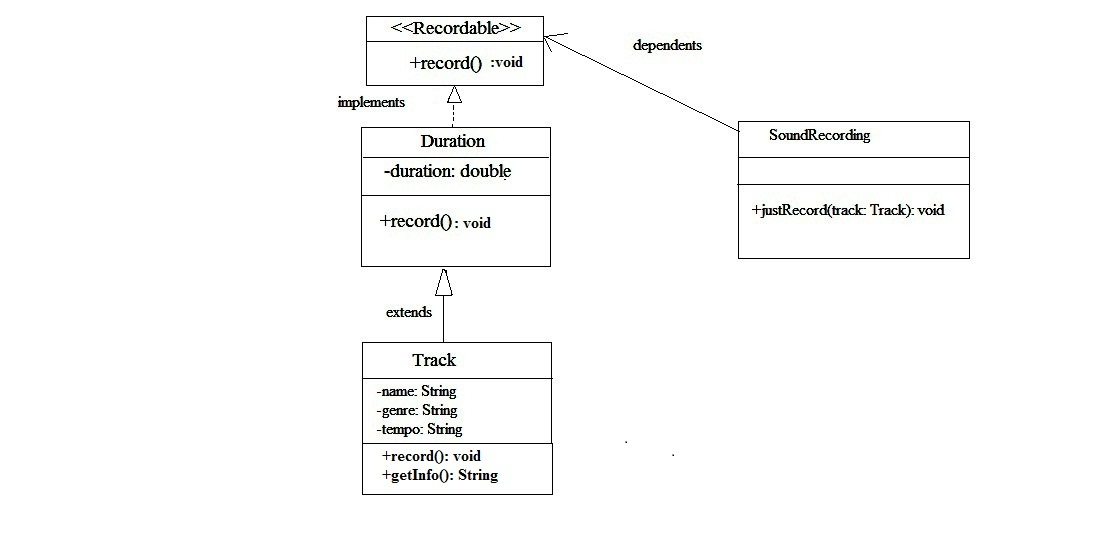 <<Recordable>>
+record() :void
dependents
implements
Duration
-duration: double
+record(): void
SoundRecording
+justRecord(track: Track): void
extends
Track
-name: String
-genre: String
-tempo: String
+record(): void
+getInfo(): String